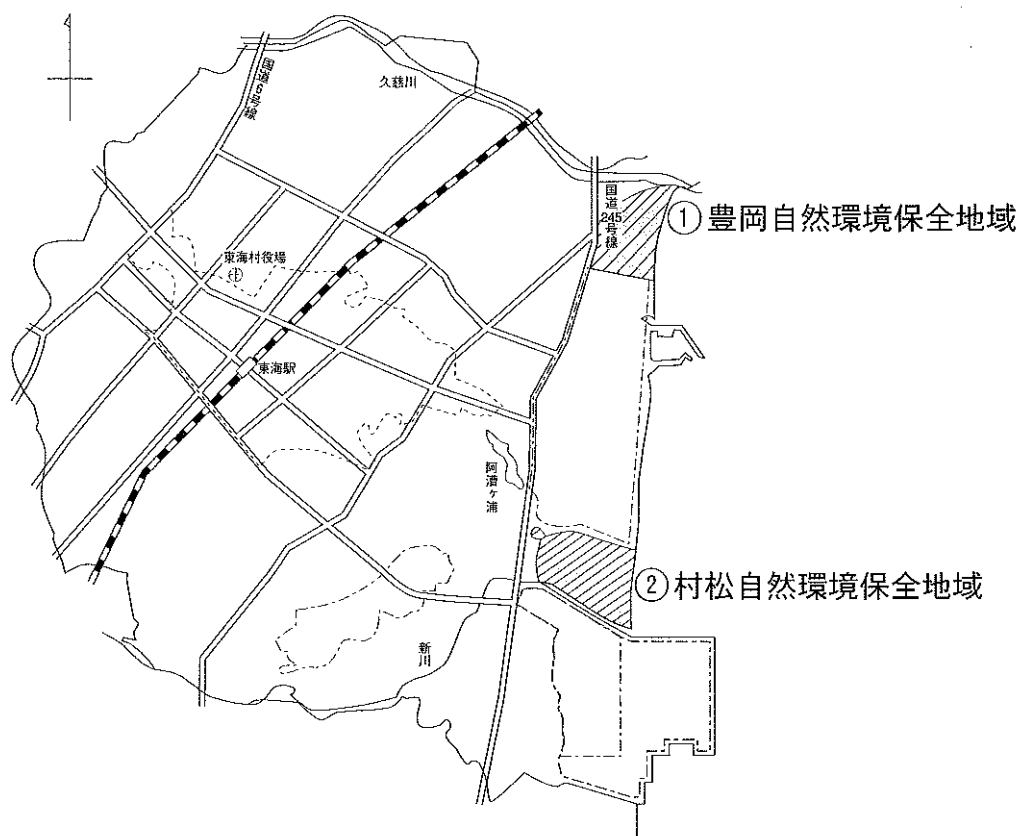 久慈川
国道6号線
国道245号線
①豊岡自然環境保全地域
東海村役場
東海駅
阿漕ヶ浦
②村松自然環境保全地域
新川